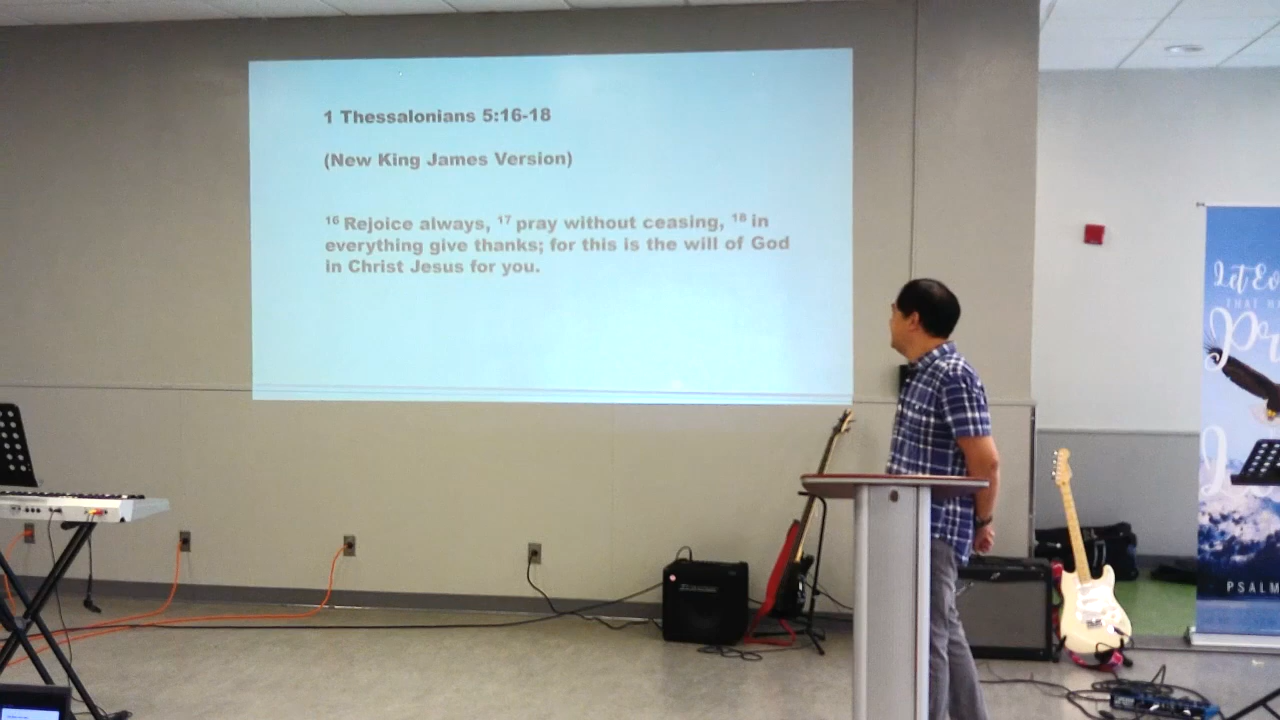 1 Thessalonians 5:16-18
(New King James Version)
16 Rejoice always, 17 pray without ceasing, 18 in
everything give thanks; for this is the will of God
in Christ Jesus for you.
Let
PSALM